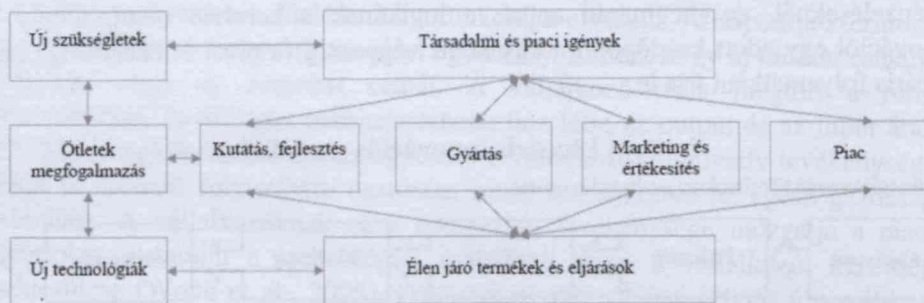 Új szükségletek
Társadalmi és piaci igények
Ötletek
megfogalmazás
Kutatás, fejlesztés
Gyártás
Marketing és
értékesítés
Piac
Új technológiák
Élen járó termékek és eljárások